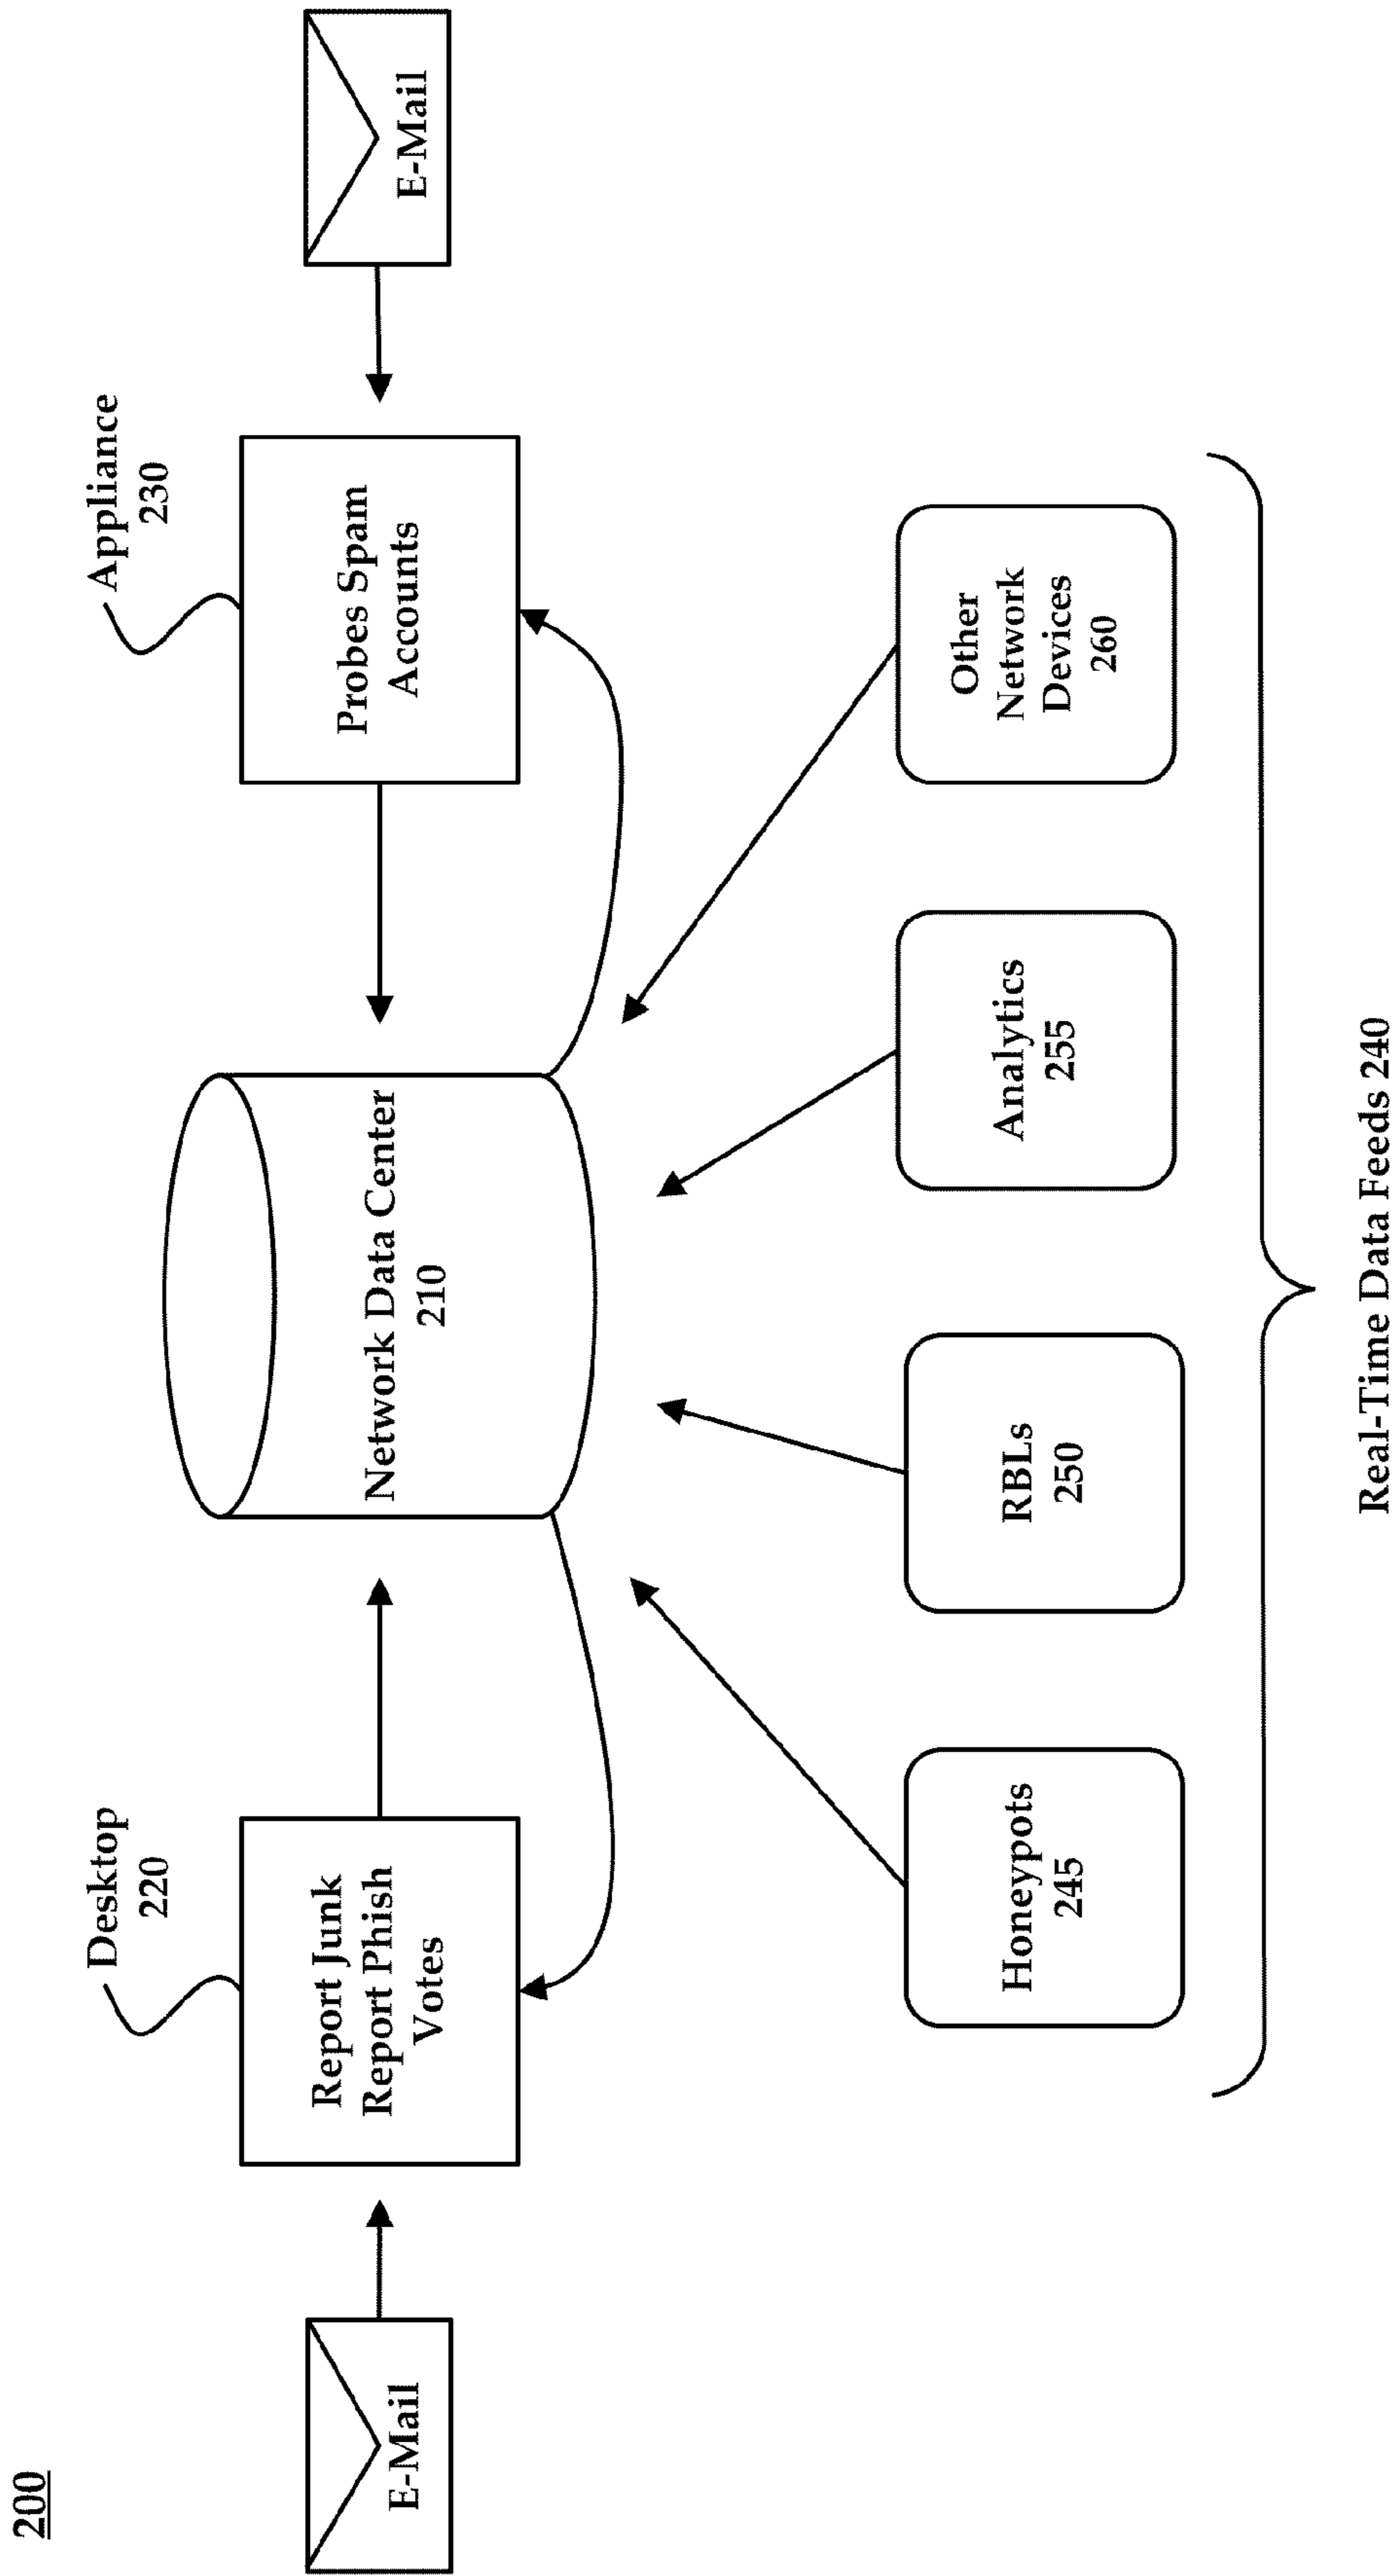 200
Desktop
220
Appliance
230
E-Mail
Report Junk
Report Phish
Votes
Network Data Center
210
Probes Spam
Accounts
E-Mail
Honeypots
245
RBLs
250
Analytics
255
Other
Network
Devices
260
Real-Time Data Feeds 240